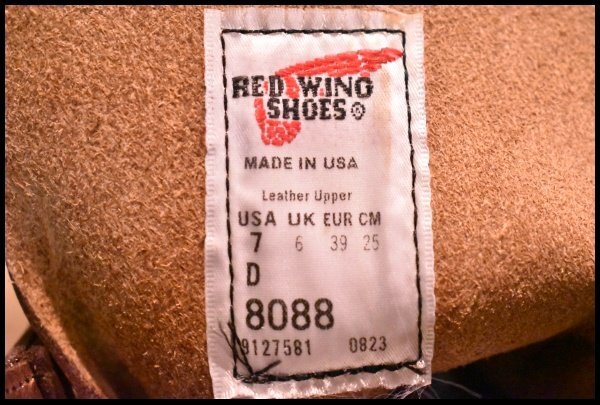 RED WING
SHOES®
MADE IN USA
Leather Upper
USA UK EUR CM
7 6 39 25
D
8088
9127581 0823